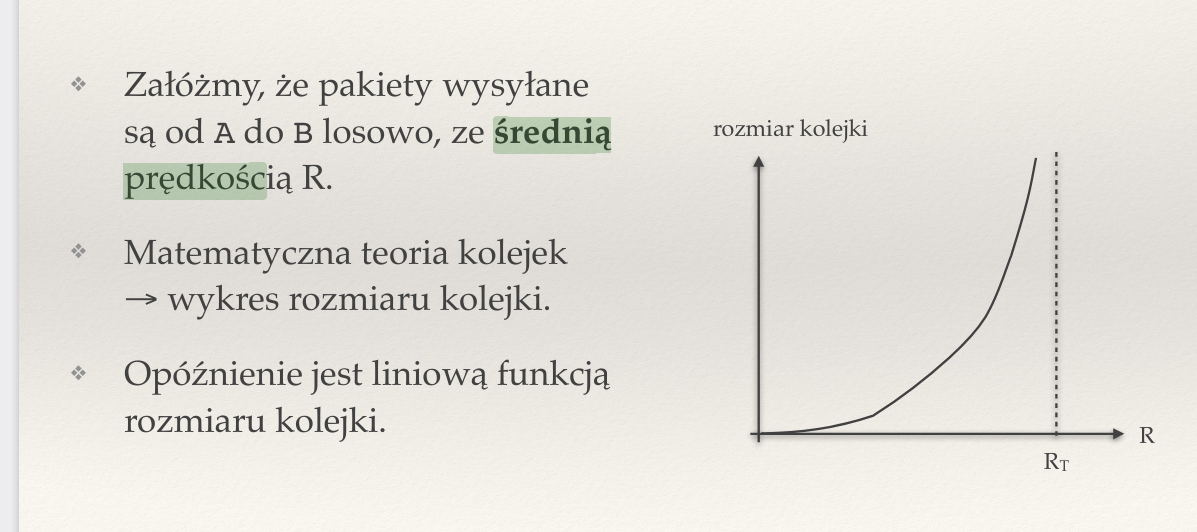 ❖ Załóżmy, że pakiety wysyłane
są od A do B losowo, ze średnią
prędkością R.
❖ Matematyczna teoria kolejek
→ wykres rozmiaru kolejki.
❖ Opóźnienie jest liniową funkcją
rozmiaru kolejki.
rozmiar kolejki
R
RT